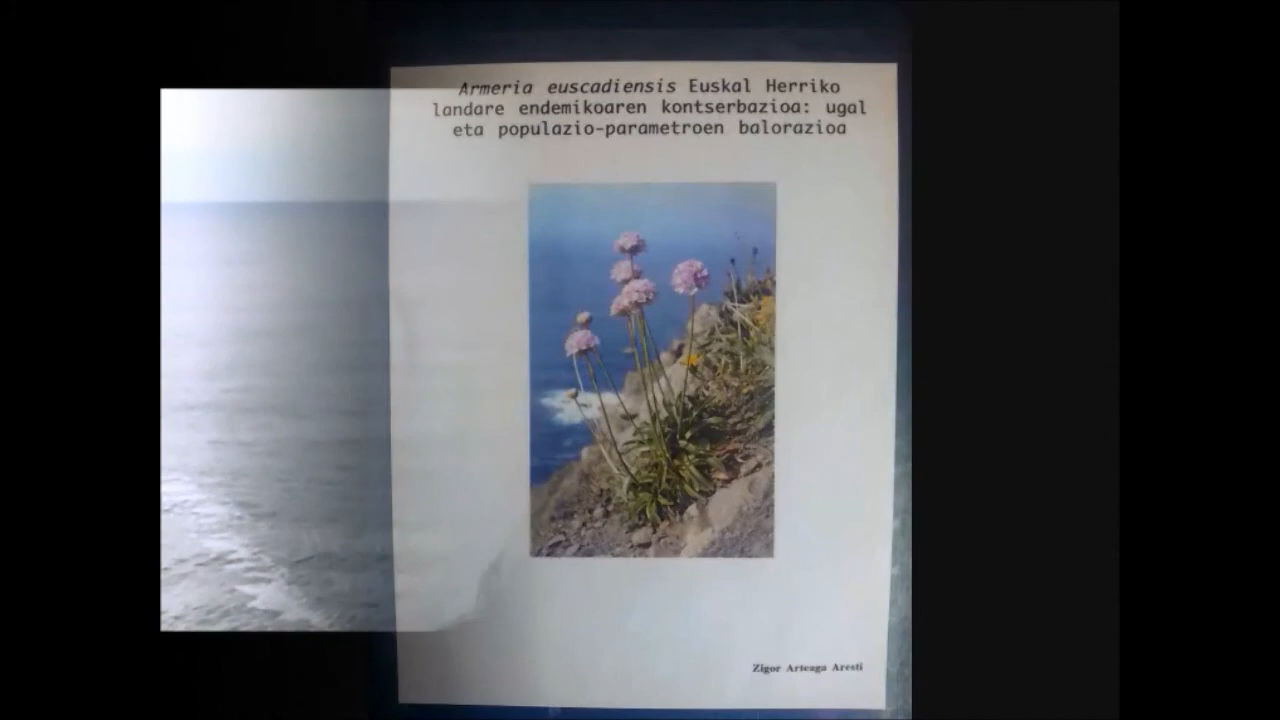 Armeria euscadiensis Euskal Herriko
landare endemikoaren kontserbazioa: ugal
eta populazio-parametroen balorazioa
Zigor Arteaga Aresti